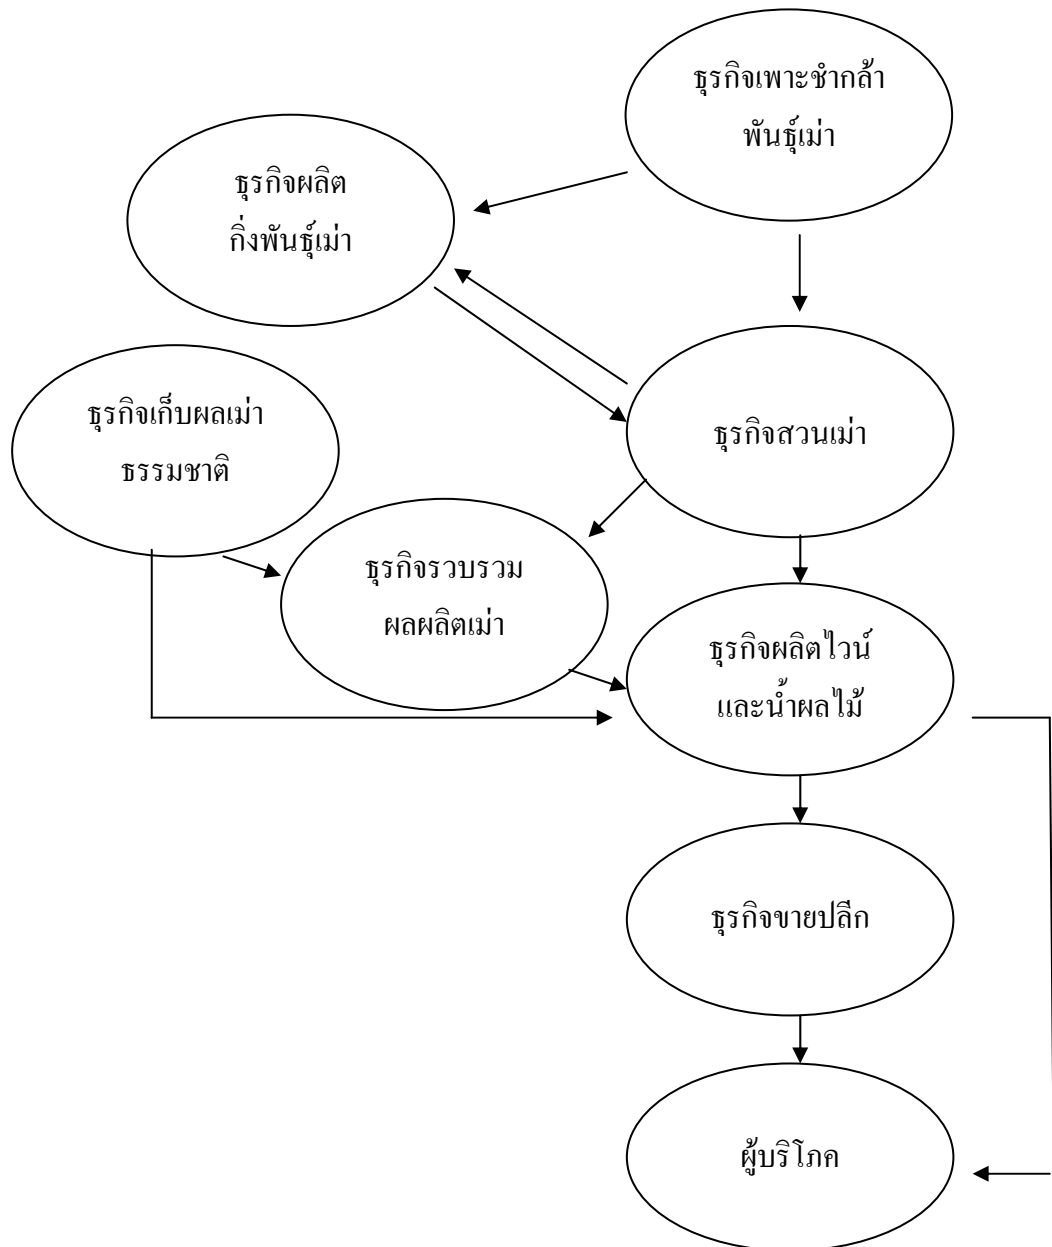 ธุรกิจเพาะชำกล้า
พันธุ์เม่า
ธุรกิจผลิต
กิ่งพันธุ์เม่า
ธุรกิจเก็บผลเม่า
ธรรมชาติ
ธุรกิจสวนเม่า
ธุรกิจรวบรวม
ผลผลิตเม่า
ธุรกิจผลิตไวน์
และน้ำผลไม้
ธุรกิจขายปลีก
ผู้บริโภค